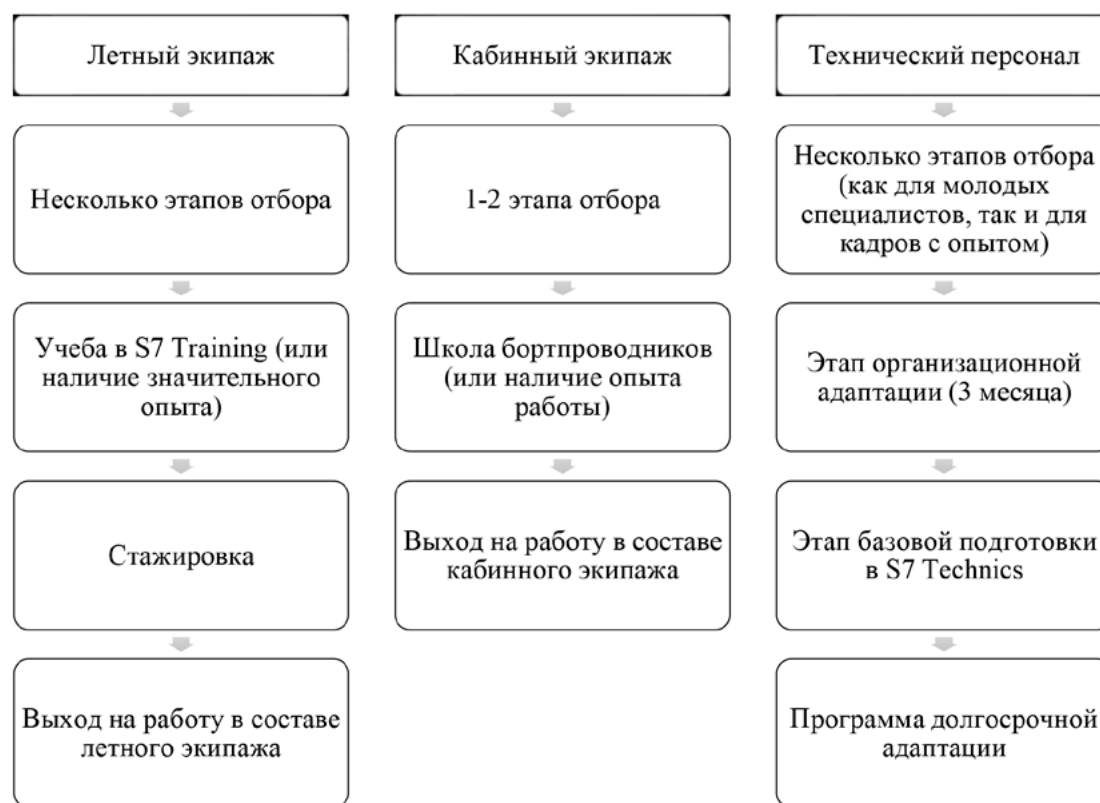 Летный экипаж
Несколько этапов отбора
Учеба в S7 Training (или
наличие значительного
опыта)
Стажировка
Выход на работу в составе
летного экипажа
Кабинный экипаж
1-2 этапа отбора
Школа бортпроводников
(или наличие опыта
работы)
Выход на работу в составе
кабинного экипажа
Технический персонал
Несколько этапов отбора
(как для молодых
специалистов, так и для
кадров с опытом)
Этап организационной
адаптации (3 месяца)
Этап базовой подготовки
в S7 Technics
Программа долгосрочной
адаптации